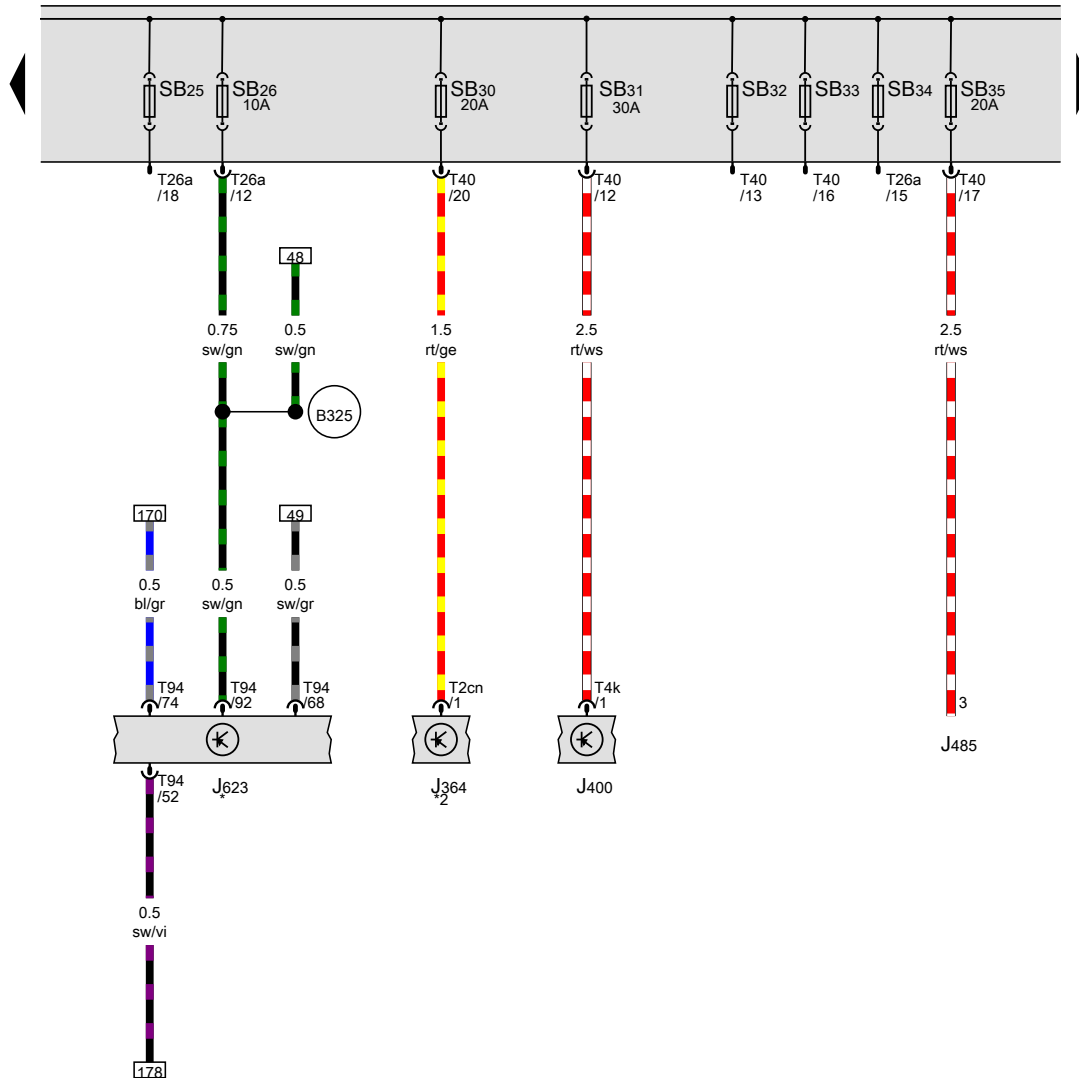 SB25
SB26
10A
SB30
20A
SB31
30A
SB32
SB33
SB34
SB35
20A
T26a
/18
T26a
/12
T40
/20
T40
/12
T40
/13
T40
/16
T26a
/15
T40
/17
48
0.75
sw/gn
0.5
sw/gn
1.5
rt/ge
2.5
rt/ws
2.5
rt/ws
B325
170
49
0.5
bl/gr
0.5
sw/gn
0.5
sw/gr
T94
/74
T94
/92
T94
/68
T2cn
/1
T4k
/1
3
J485
T94
/52
J623
*
J364
*2
J400
0.5
sw/vi
178